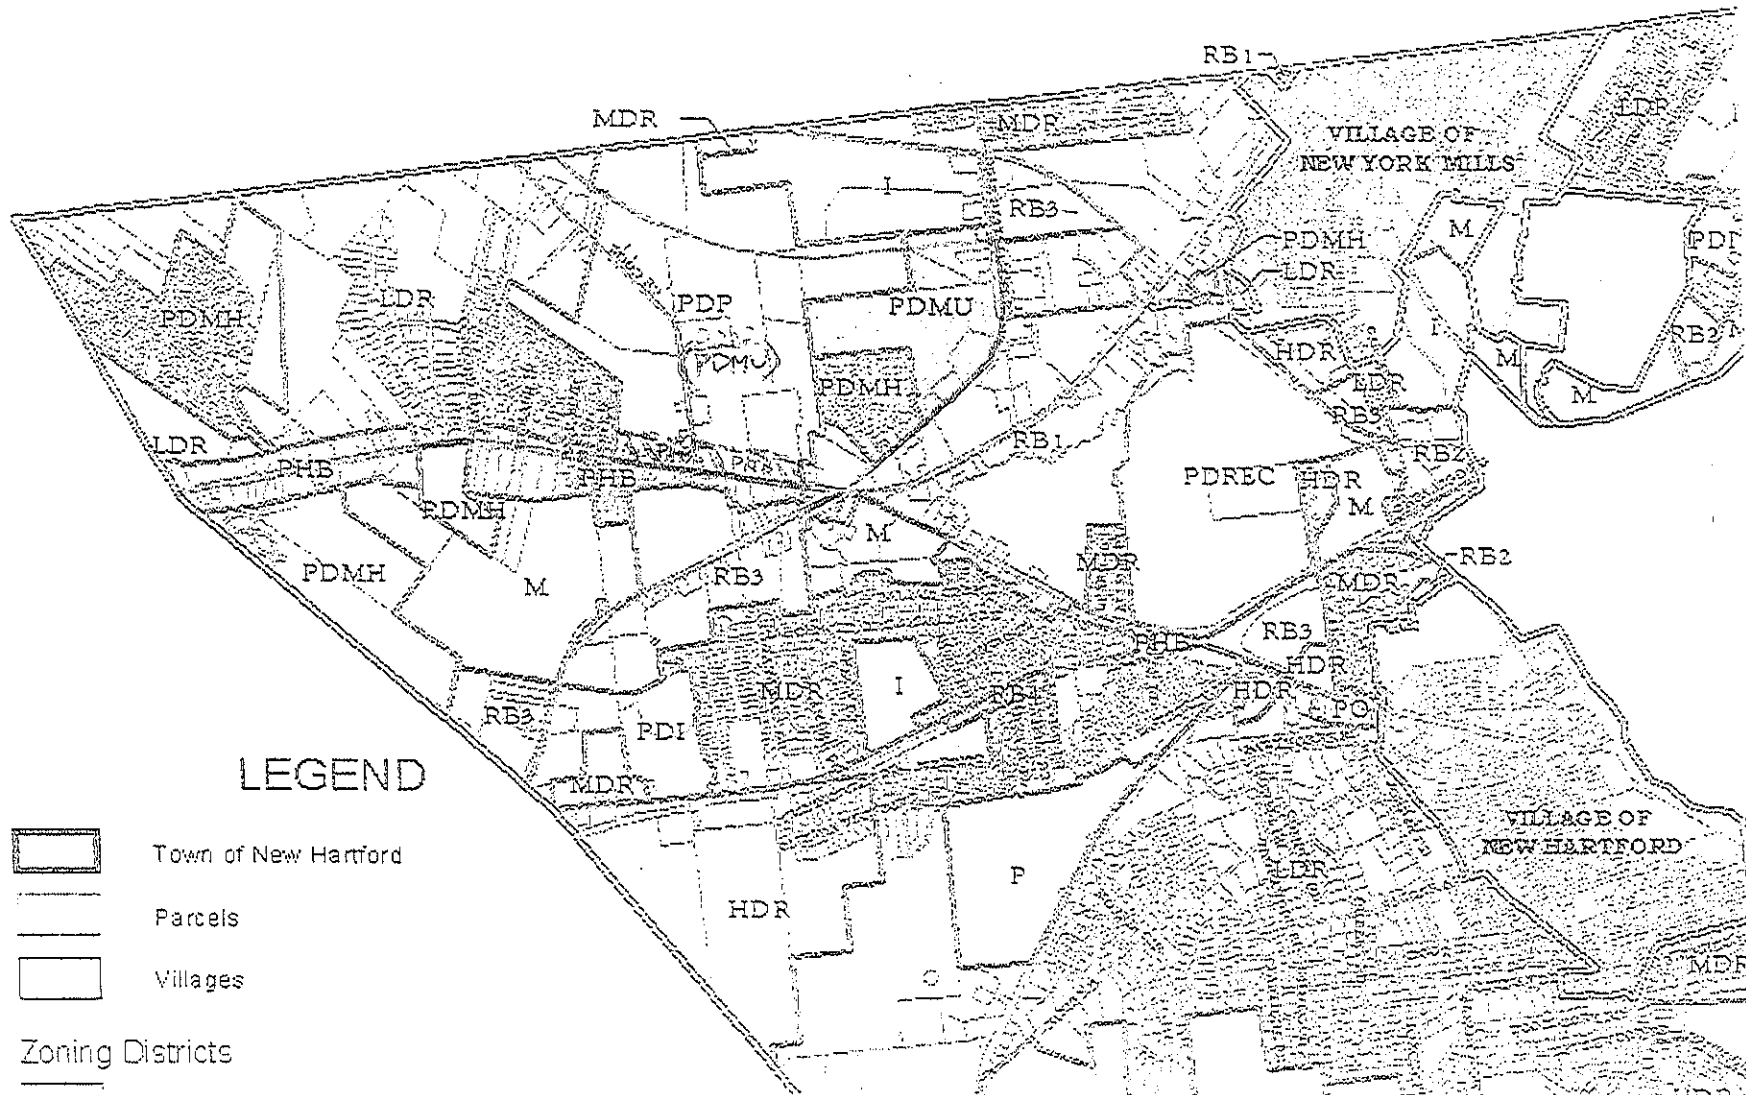 RB1
MDR
MDR
LDR
VILLAGE OF
NEW YORK MILLS
I
RB3
M
PDMH
LDR
LDR
PDP
PDMU
PDMH
PDMU
HDR
I
RB2
M
PDMH
LDR
M
RB3
LDR
RB1
RB2
PHB
PHB
PDREC
HDR
M
PDMH
M
RB2
MDR
PDMH
M
RB3
MDR
RB3
PHB
HDR
MDR
I
HDR
RB3
PDI
PO
MDR
LEGEND
VILLAGE OF
NEW HARTFORD
Town of New Hartford
LDR
P
Parcels
HDR
MDR
Villages
Zoning Districts